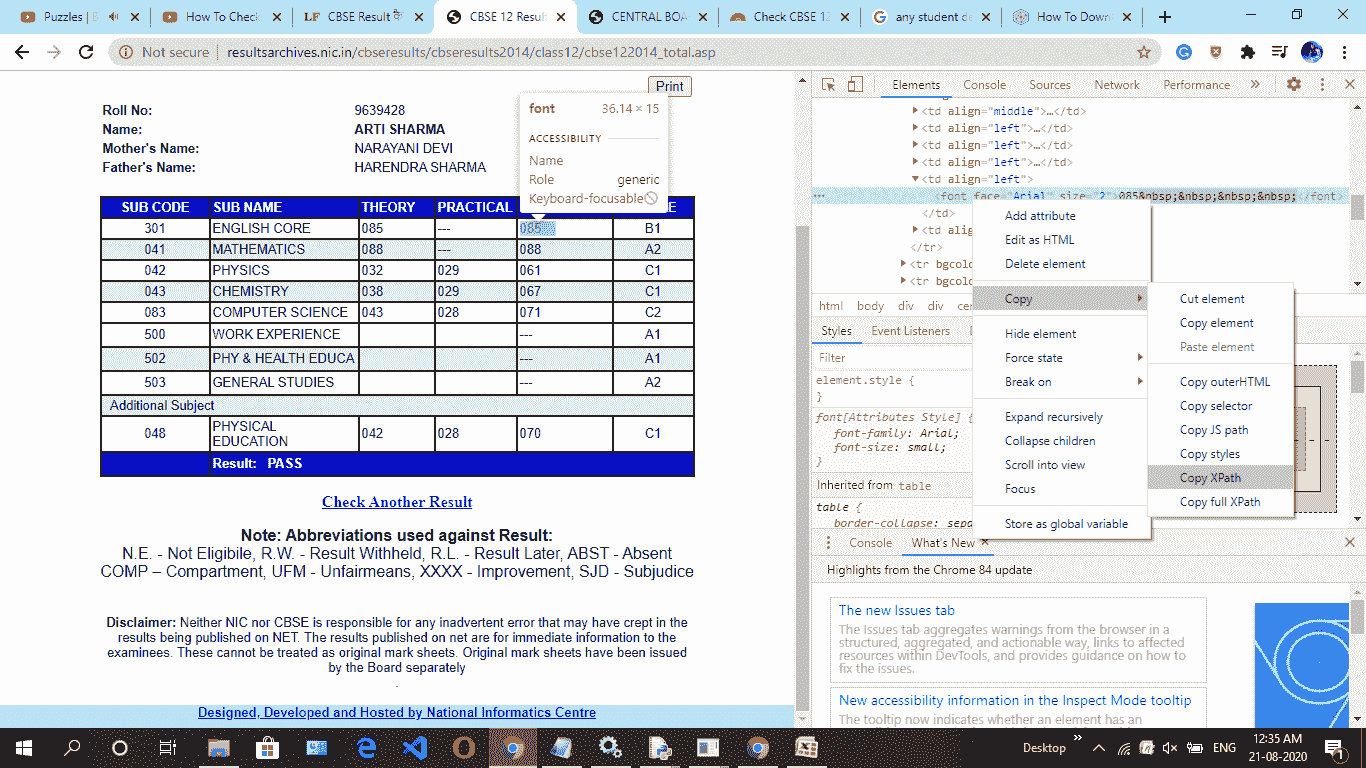 Puzzles | B
How To Check
CBSE Result
CBSE 12 Resul
CENTRAL BOA
Check CBSE 12
any student de
How To Down
Not secure | resultsarchives.nic.in/cbseresults/cbseresults2014/class12/cbse122014_total.asp
Print
Roll No: 9639428
Name: ARTI SHARMA
Mother's Name: NARAYANI DEVI
Father's Name: HARENDRA SHARMA
font 36.14 × 15
ACCESSIBILITY
Name
Role generic
Keyboard-focusable
SUB CODE SUB NAME THEORY PRACTICAL E
301 ENGLISH CORE 085 --- 085 B1
041 MATHEMATICS 088 --- 088 A2
042 PHYSICS 032 029 061 C1
043 CHEMISTRY 038 029 067 C1
083 COMPUTER SCIENCE 043 028 071 C2
500 WORK EXPERIENCE --- A1
502 PHY & HEALTH EDUCA --- A1
503 GENERAL STUDIES --- A2
Additional Subject
048 PHYSICAL EDUCATION 042 028 070 C1
Result: PASS
Check Another Result
Note: Abbreviations used against Result:
N.E. - Not Eligibile, R.W. - Result Withheld, R.L. - Result Later, ABST - Absent
COMP – Compartment, UFM - Unfairmeans, XXXX - Improvement, SJD - Subjudice
Disclaimer: Neither NIC nor CBSE is responsible for any inadvertent error that may have crept in the
results being published on NET. The results published on net are for immediate information to the
examinees. These cannot be treated as original mark sheets. Original mark sheets have been issued
by the Board separately
.
Designed, Developed and Hosted by National Informatics Centre
Elements Console Sources Network Performance »
<td align="middle">…</td>
<td align="left">…</td>
<td align="left">…</td>
<td align="left">…</td>
<td align="left">
<font face="Arial" size="2">085&nbsp;&nbsp;&nbsp;&nbsp;</font>
</td>
<td alig
</tr>
<tr bgcolo
<tr bgcolo
html body div div cen
Styles Event Listeners
Filter
element.style {
}
font[Attributes Style] {
font-family: Arial;
font-size: small;
}
Inherited from table
table {
border-collapse: sepa
Add attribute
Edit as HTML
Delete element
Copy
Hide element
Force state
Break on
Expand recursively
Collapse children
Scroll into view
Focus
Store as global variable
Cut element
Copy element
Paste element
Copy outerHTML
Copy selector
Copy JS path
Copy styles
Copy XPath
Copy full XPath
Console What's New
Highlights from the Chrome 84 update
The new Issues tab
The Issues tab aggregates warnings from the browser in a
structured, aggregated, and actionable way, links to affected
resources within DevTools, and provides guidance on how to
fix the issues.
New accessibility information in the Inspect Mode tooltip
The tooltip now indicates whether an element has an
Desktop » ENG 12:35 AM
21-08-2020